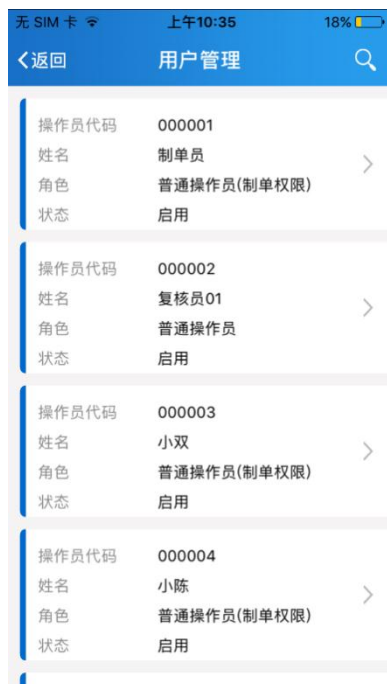 无 SIM 卡 上午10:35 18%
返回 用户管理
操作员代码 000001
姓名 制单员
角色 普通操作员(制单权限)
状态 启用
操作员代码 000002
姓名 复核员01
角色 普通操作员
状态 启用
操作员代码 000003
姓名 小双
角色 普通操作员(制单权限)
状态 启用
操作员代码 000004
姓名 小陈
角色 普通操作员(制单权限)
状态 启用